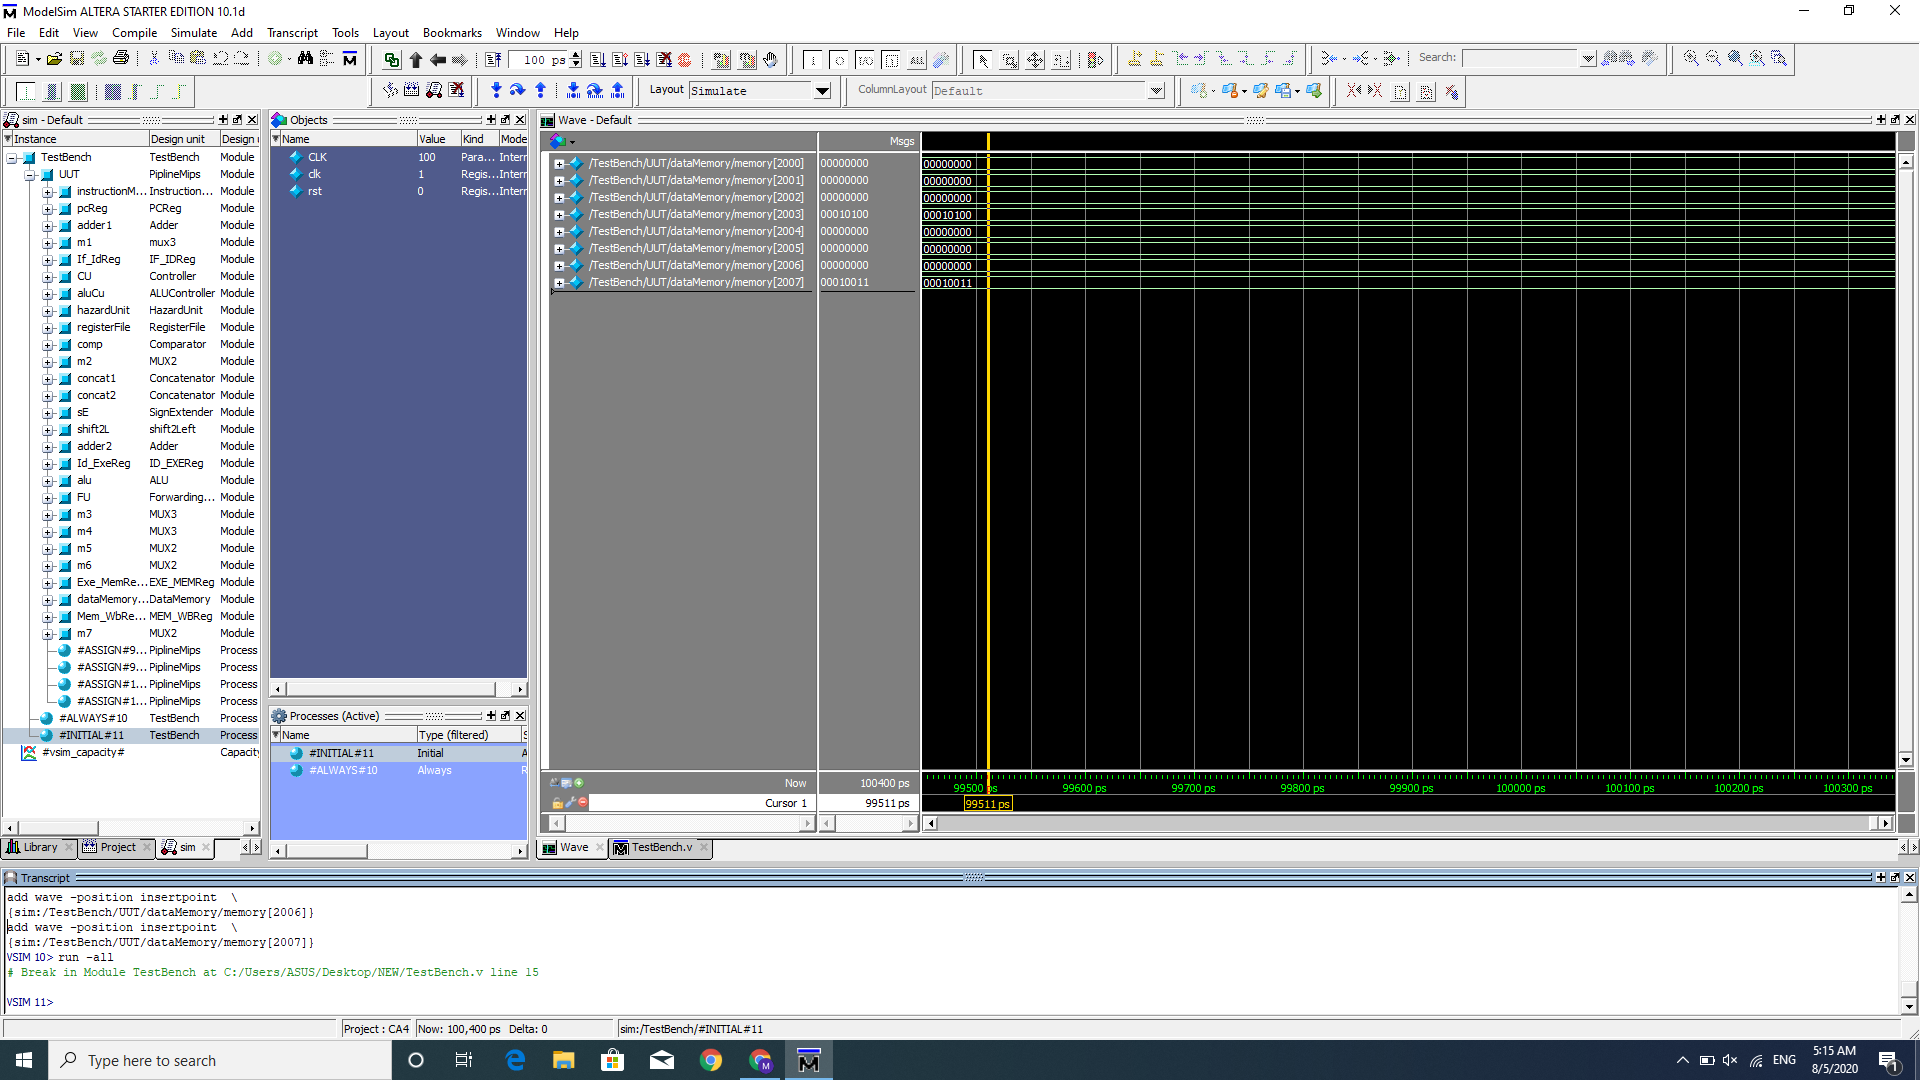 ModelSim ALTERA STARTER EDITION 10.1d
File Edit View Compile Simulate Add Transcript Tools Layout Bookmarks Window Help
100 ps
Search:
Layout Simulate
ColumnLayout Default
sim - Default
Instance Design unit Design
TestBench TestBench Module
UUT PiplineMips Module
instructionM... Instruction... Module
pcReg PCReg Module
adder1 Adder Module
m1 mux3 Module
If_IdReg IF_IDReg Module
CU Controller Module
aluCu ALUController Module
hazardUnit HazardUnit Module
registerFile RegisterFile Module
comp Comparator Module
m2 MUX2 Module
concat1 Concatenator Module
concat2 Concatenator Module
sE SignExtender Module
shift2L shift2Left Module
adder2 Adder Module
Id_ExeReg ID_EXEReg Module
alu ALU Module
FU Forwarding... Module
m3 MUX3 Module
m4 MUX3 Module
m5 MUX2 Module
m6 MUX2 Module
Exe_MemRe... EXE_MEMReg Module
dataMemory... DataMemory Module
Mem_WbRe... MEM_WBReg Module
m7 MUX2 Module
#ASSIGN#9... PiplineMips Process
#ASSIGN#9... PiplineMips Process
#ASSIGN#1... PiplineMips Process
#ASSIGN#1... PiplineMips Process
#ALWAYS#10 TestBench Process
#INITIAL#11 TestBench Process
#vsim_capacity# Capacity
Library Project sim
Objects
Name Value Kind Mode
CLK 100 Para... Interr
clk 1 Regis... Interr
rst 0 Regis... Interr
Processes (Active)
Name Type (filtered) S
#INITIAL#11 Initial A
#ALWAYS#10 Always R
Wave - Default
Msgs
/TestBench/UUT/dataMemory/memory[2000] 00000000 00000000
/TestBench/UUT/dataMemory/memory[2001] 00000000 00000000
/TestBench/UUT/dataMemory/memory[2002] 00000000 00000000
/TestBench/UUT/dataMemory/memory[2003] 00010100 00010100
/TestBench/UUT/dataMemory/memory[2004] 00000000 00000000
/TestBench/UUT/dataMemory/memory[2005] 00000000 00000000
/TestBench/UUT/dataMemory/memory[2006] 00000000 00000000
/TestBench/UUT/dataMemory/memory[2007] 00010011 00010011
Now 100400 ps 99500 ps 99600 ps 99700 ps 99800 ps 99900 ps 100000 ps 100100 ps 100200 ps 100300 ps
Cursor 1 99511 ps 99511 ps
Wave TestBench.v
Transcript
add wave -position insertpoint \
{sim:/TestBench/UUT/dataMemory/memory[2006]}
add wave -position insertpoint \
{sim:/TestBench/UUT/dataMemory/memory[2007]}
VSIM 10> run -all
# Break in Module TestBench at C:/Users/ASUS/Desktop/NEW/TestBench.v line 15
VSIM 11>
Project : CA4 Now: 100,400 ps Delta: 0 sim:/TestBench/#INITIAL#11
Type here to search
ENG
5:15 AM
8/5/2020
1